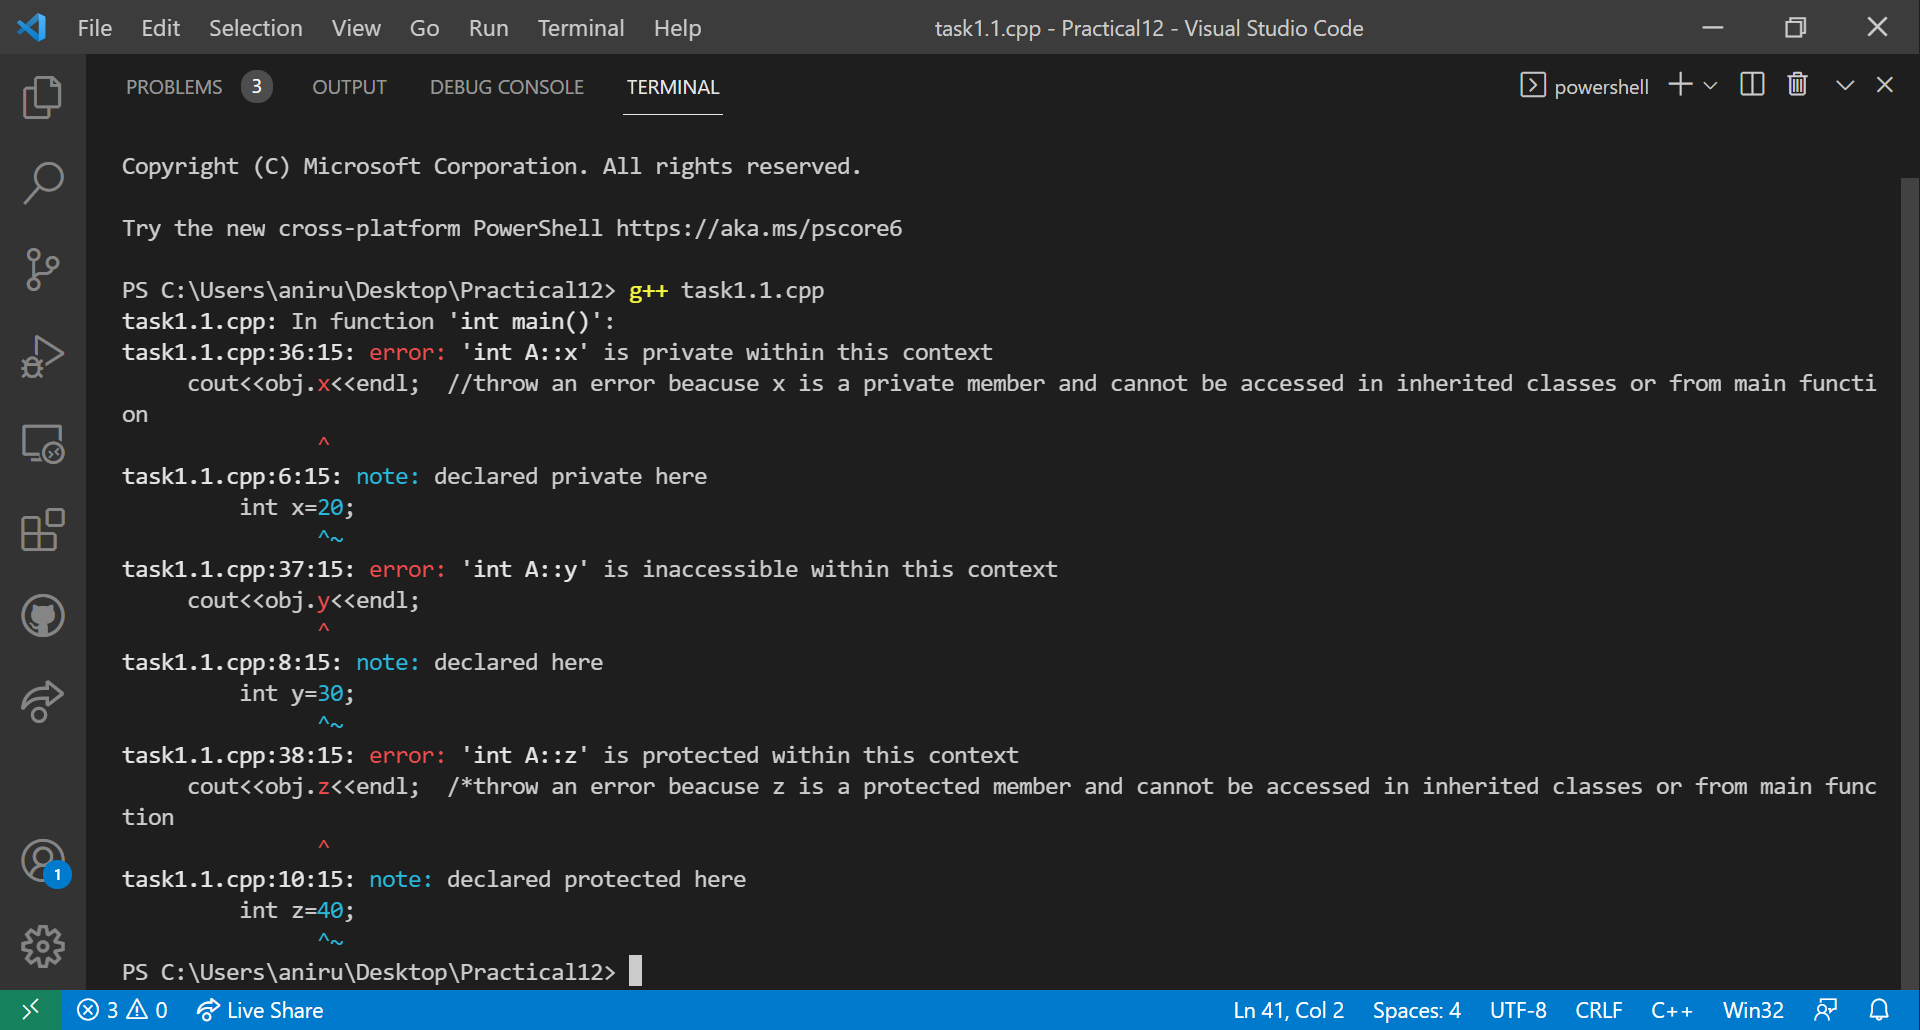 File Edit Selection View Go Run Terminal Help task1.1.cpp - Practical12 - Visual Studio Code
PROBLEMS 3 OUTPUT DEBUG CONSOLE TERMINAL powershell
Copyright (C) Microsoft Corporation. All rights reserved.
Try the new cross-platform PowerShell https://aka.ms/pscore6
PS C:\Users\aniru\Desktop\Practical12> g++ task1.1.cpp
task1.1.cpp: In function 'int main()':
task1.1.cpp:36:15: error: 'int A::x' is private within this context
cout<<obj.x<<endl;  //throw an error beacuse x is a private member and cannot be accessed in inherited classes or from main functi
on
^
task1.1.cpp:6:15: note: declared private here
int x=20;
^~
task1.1.cpp:37:15: error: 'int A::y' is inaccessible within this context
cout<<obj.y<<endl;
^
task1.1.cpp:8:15: note: declared here
int y=30;
^~
task1.1.cpp:38:15: error: 'int A::z' is protected within this context
cout<<obj.z<<endl;  /*throw an error beacuse z is a protected member and cannot be accessed in inherited classes or from main func
tion
^
task1.1.cpp:10:15: note: declared protected here
int z=40;
^~
PS C:\Users\aniru\Desktop\Practical12>
1
3 0 Live Share Ln 41, Col 2 Spaces: 4 UTF-8 CRLF C++ Win32